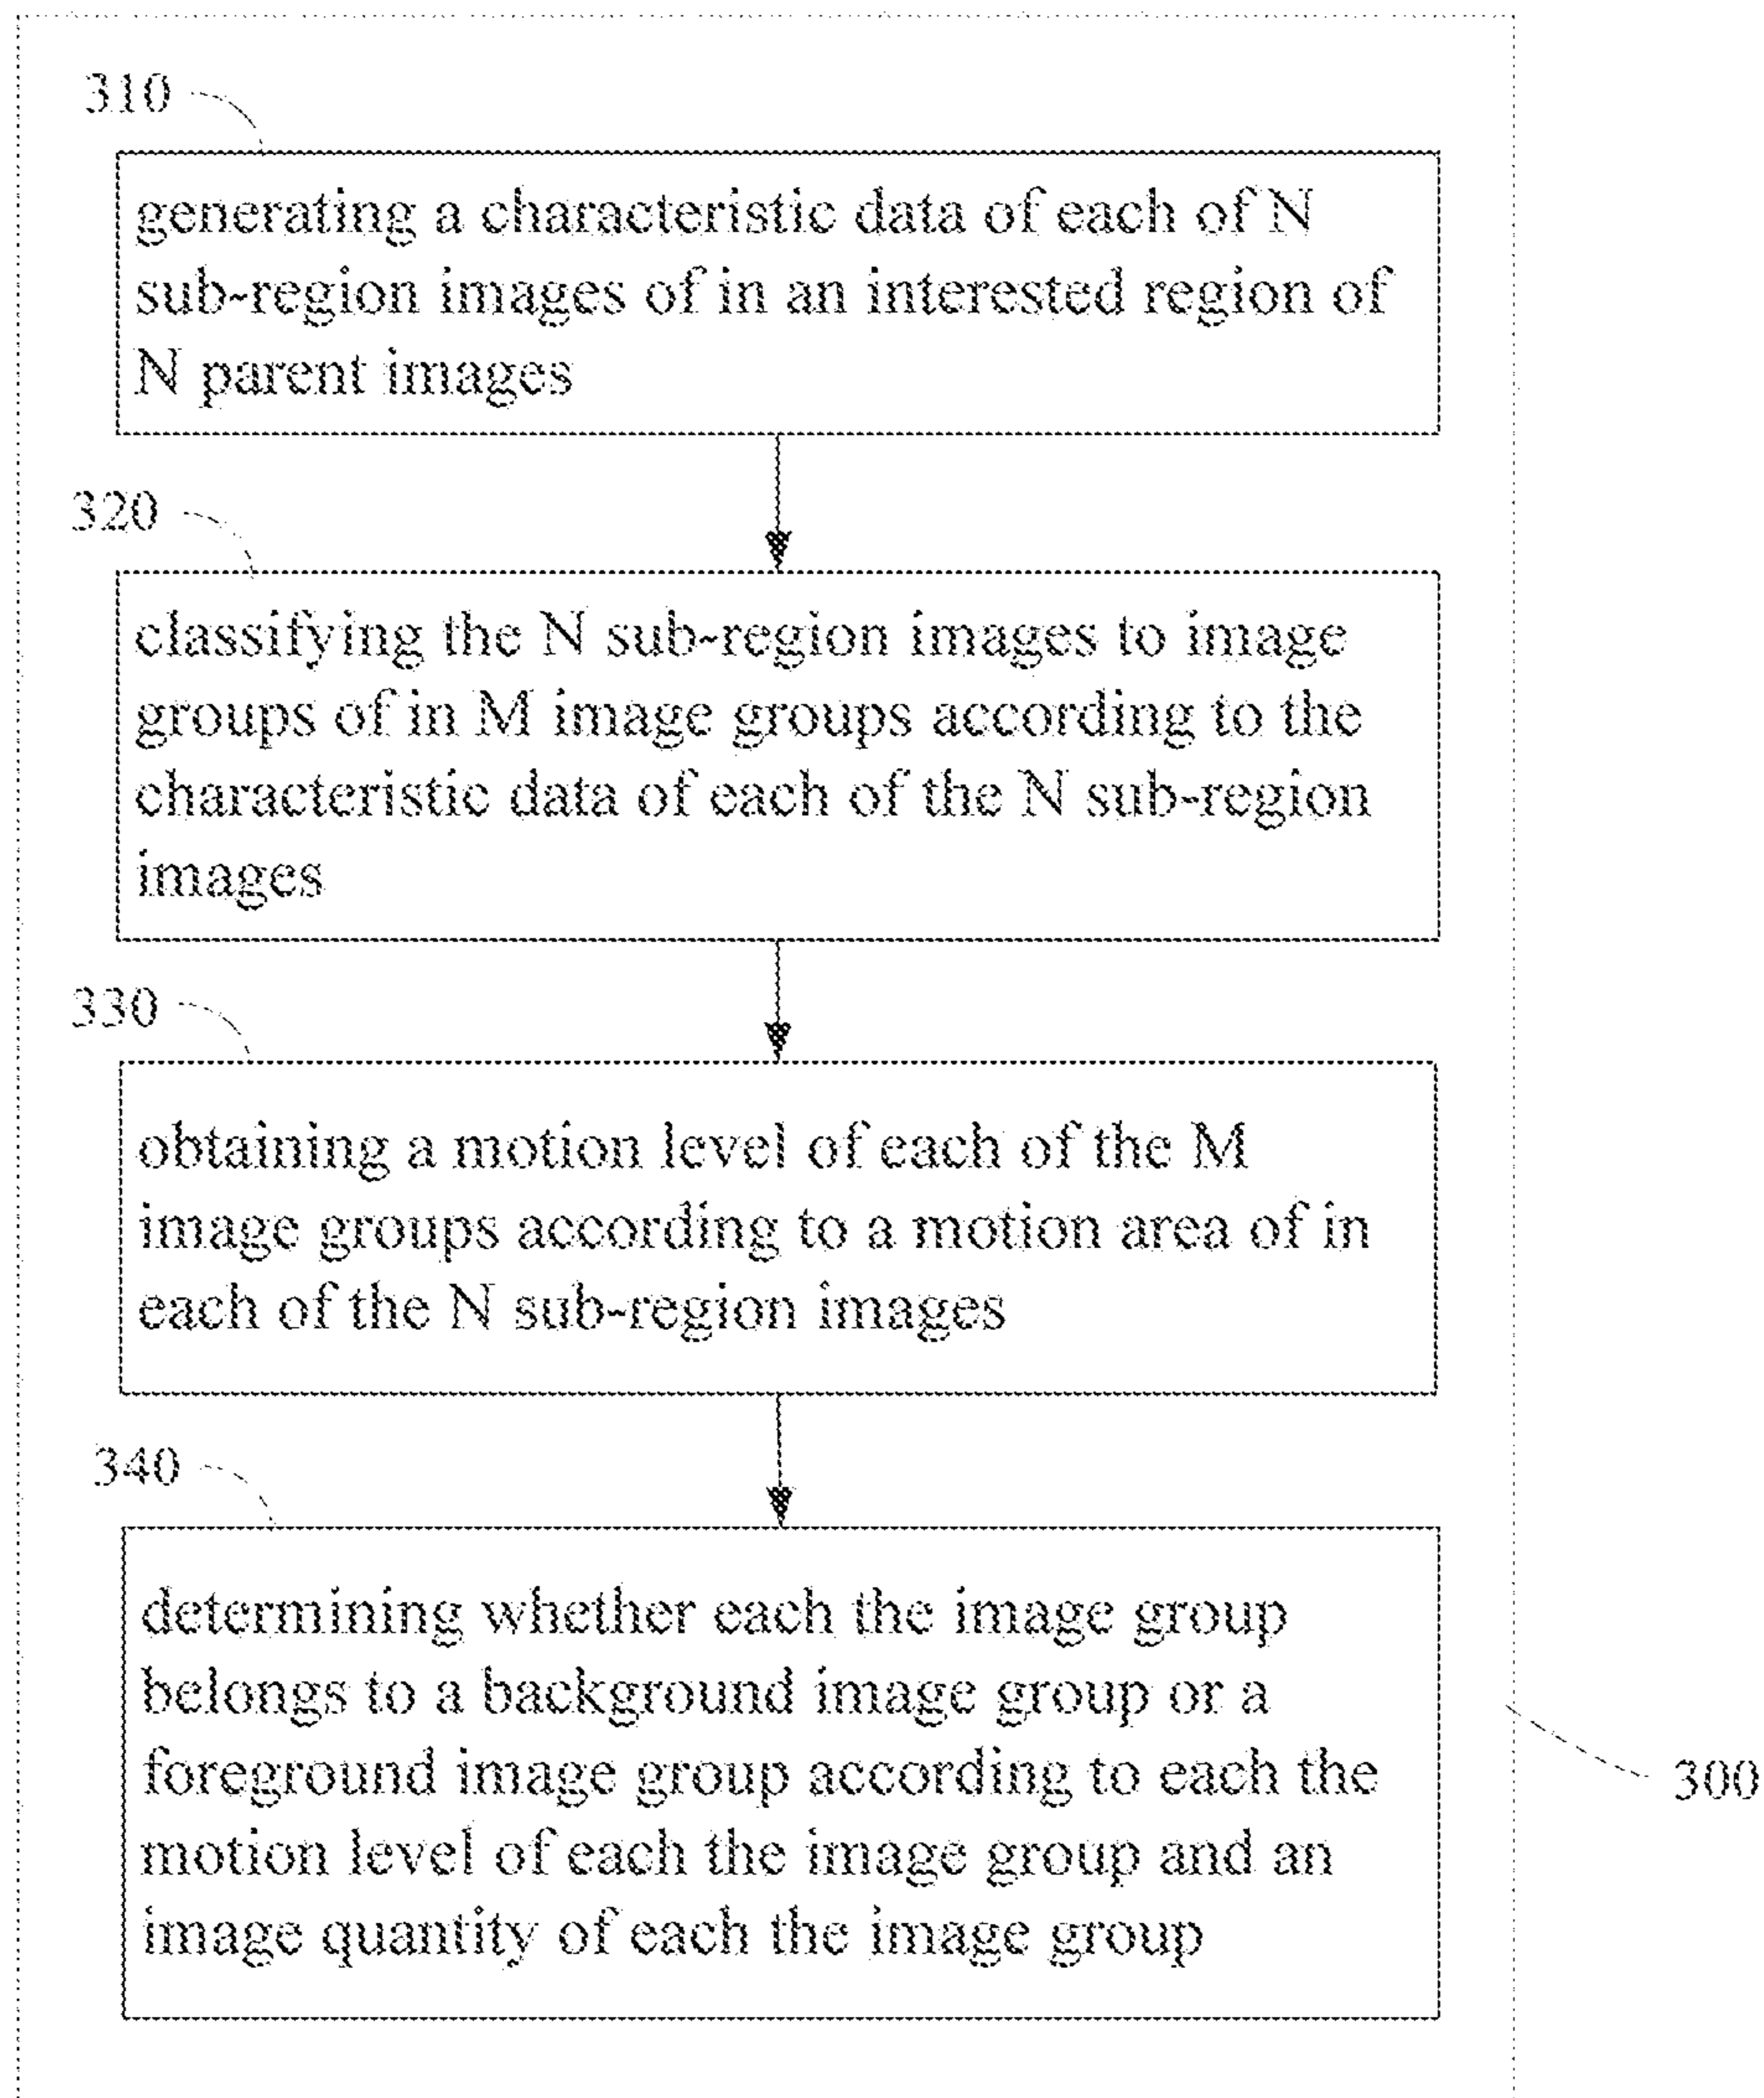 310
generating a characteristic data of each of N
sub-region images of in an interested region of
N parent images
320
classifying the N sub-region images to image
groups of in M image groups according to the
characteristic data of each of the N sub-region
images
330
obtaining a motion level of each of the M
image groups according to a motion area of in
each of the N sub-region images
340
determining whether each the image group
belongs to a background image group or a
foreground image group according to each the
motion level of each the image group and an
image quantity of each the image group
300